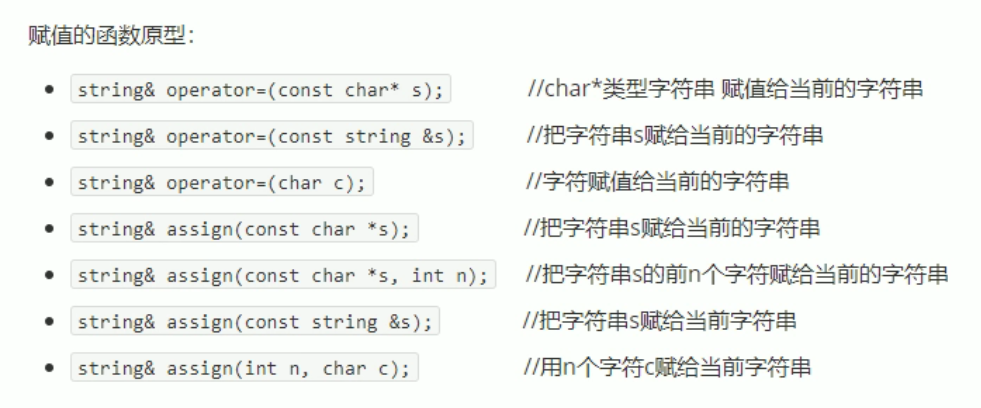 赋值的函数原型：
string& operator=(const char* s); //char*类型字符串 赋值给当前的字符串
string& operator=(const string &s); //把字符串s赋给当前的字符串
string& operator=(char c); //字符赋值给当前的字符串
string& assign(const char *s); //把字符串s赋给当前的字符串
string& assign(const char *s, int n); //把字符串s的前n个字符赋给当前的字符串
string& assign(const string &s); //把字符串s赋给当前字符串
string& assign(int n, char c); //用n个字符c赋给当前字符串